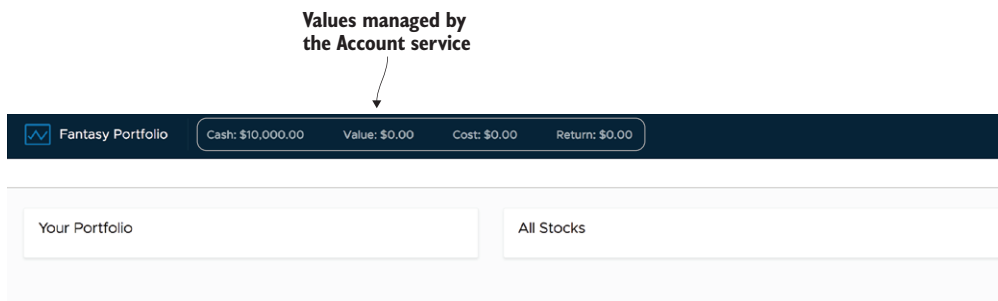 Values managed by
the Account service
Fantasy Portfolio Cash: $10,000.00 Value: $0.00 Cost: $0.00 Return: $0.00
Your Portfolio All Stocks